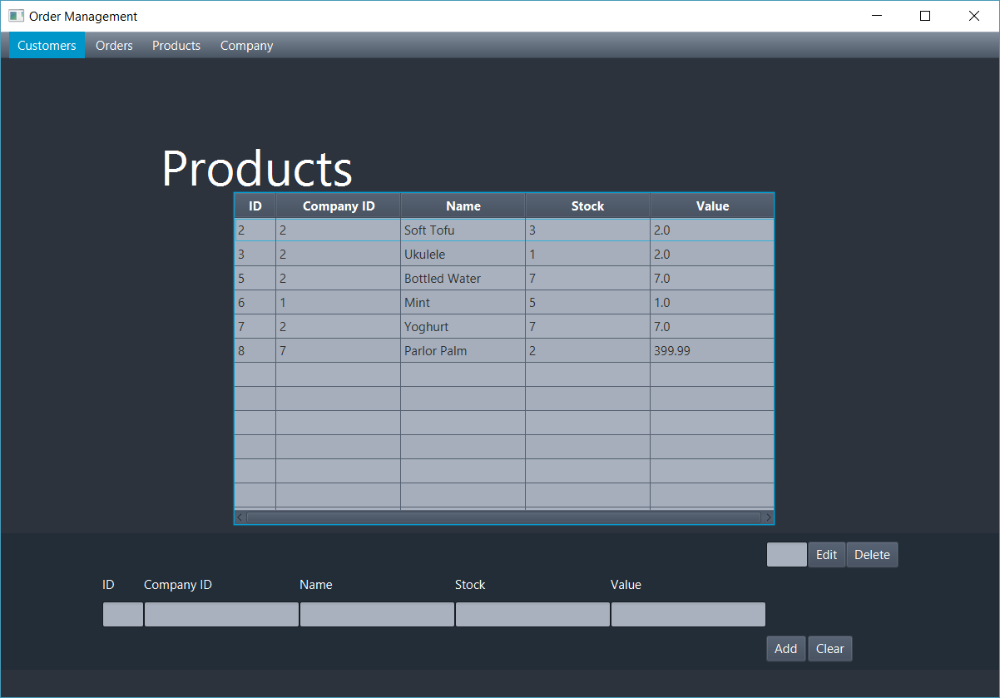 Order Management
Customers Orders Products Company
Products
ID Company ID Name Stock Value
2 2 Soft Tofu 3 2.0
3 2 Ukulele 1 2.0
5 2 Bottled Water 7 7.0
6 1 Mint 5 1.0
7 2 Yoghurt 7 7.0
8 7 Parlor Palm 2 399.99
Edit Delete
ID Company ID Name Stock Value
Add Clear